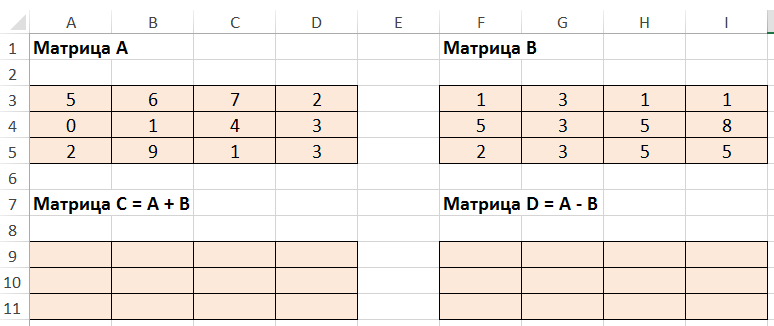 A B C D E F G H I
1 Матрица A Матрица B
2
3 5 6 7 2 1 3 1 1
4 0 1 4 3 5 3 5 8
5 2 9 1 3 2 3 5 5
6
7 Матрица C = A + B Матрица D = A - B
8
9
10
11